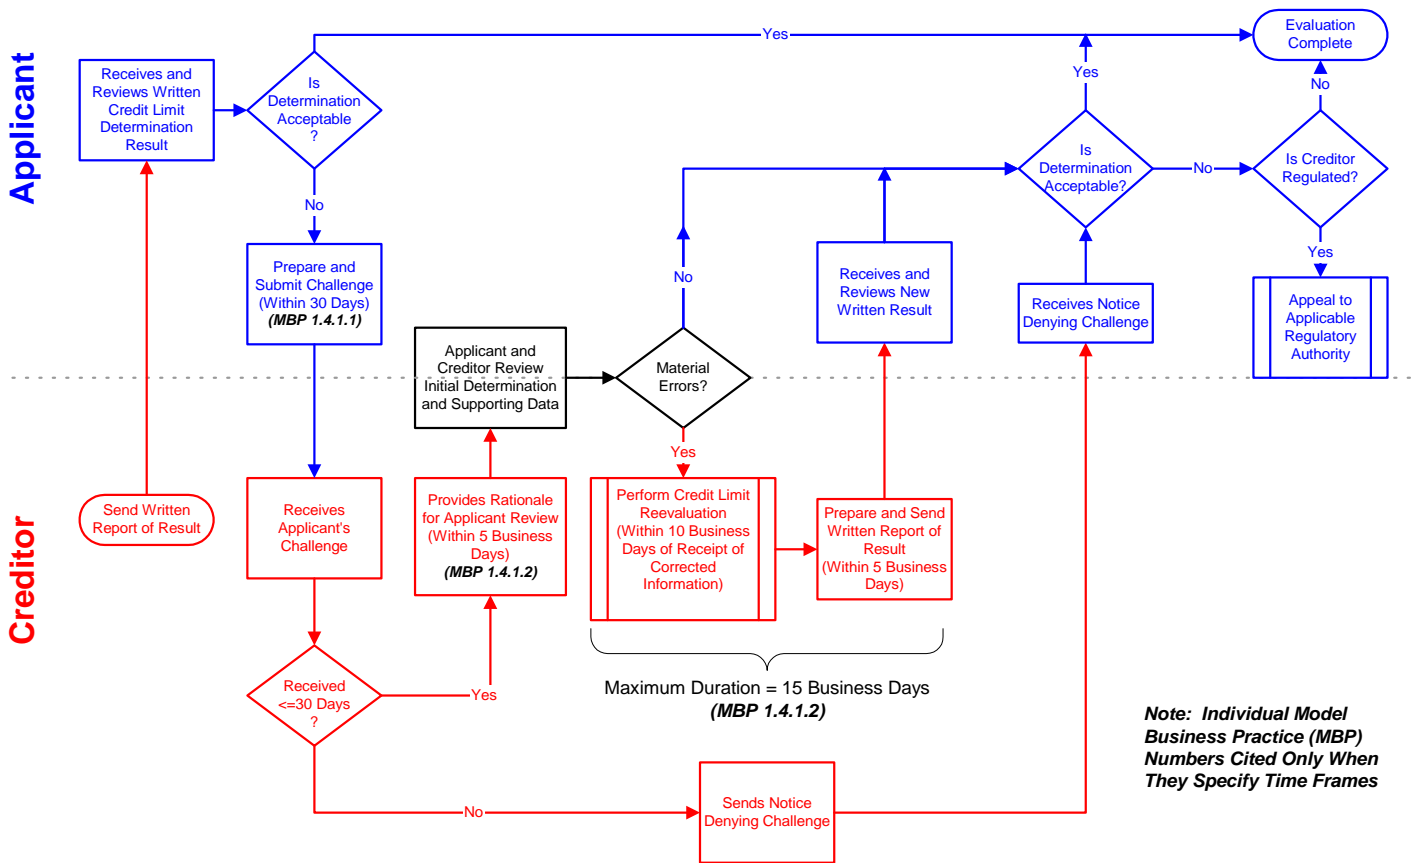 Applicant
Creditor
Receives and
Reviews Written
Credit Limit
Determination
Result
Is
Determination
Acceptable
?
Yes
No
Prepare and
Submit Challenge
(Within 30 Days)
(MBP 1.4.1.1)
Send Written
Report of Result
Receives
Applicant's
Challenge
Received
<=30 Days
?
Yes
No
Provides Rationale
for Applicant Review
(Within 5 Business
Days)
(MBP 1.4.1.2)
Applicant and
Creditor Review
Initial Determination
and Supporting Data
Material
Errors?
No
Yes
Perform Credit Limit
Reevaluation
(Within 10 Business
Days of Receipt of
Corrected
Information)
Prepare and Send
Written Report of
Result
(Within 5 Business
Days)
Maximum Duration = 15 Business Days
(MBP 1.4.1.2)
Receives and
Reviews New
Written Result
Sends Notice
Denying Challenge
Receives Notice
Denying Challenge
Is
Determination
Acceptable?
Yes
No
Is Creditor
Regulated?
No
Yes
Evaluation
Complete
Appeal to
Applicable
Regulatory
Authority
Note: Individual Model
Business Practice (MBP)
Numbers Cited Only When
They Specify Time Frames